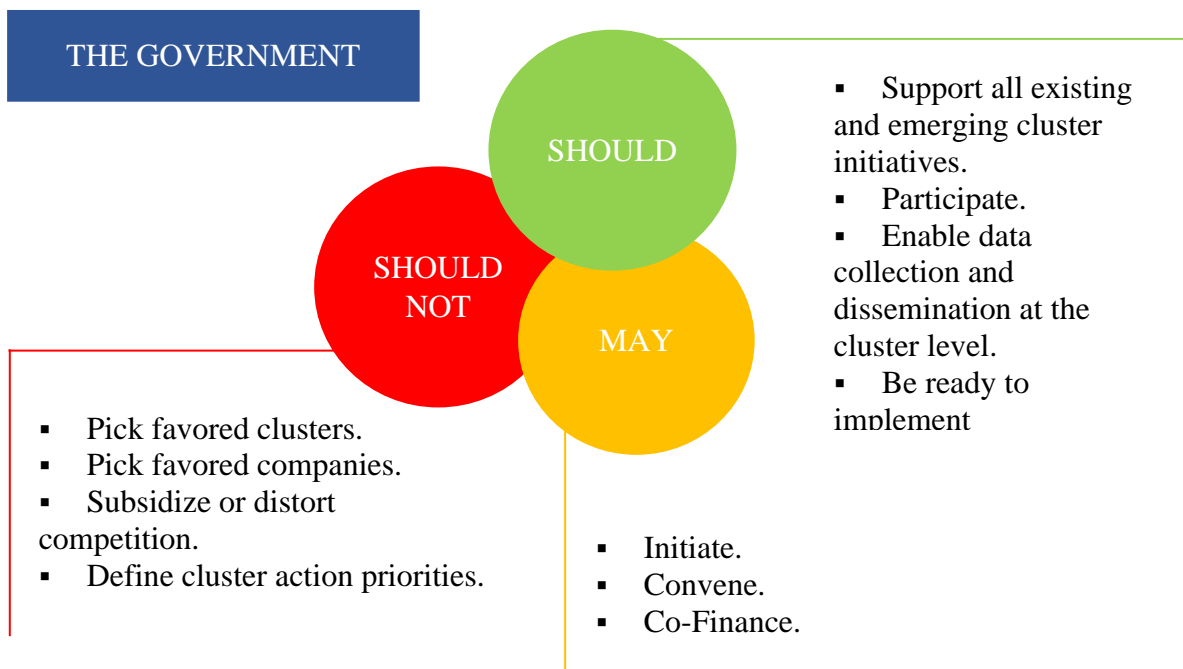 THE GOVERNMENT
SHOULD
▪ Support all existing
and emerging cluster
initiatives.
▪ Participate.
▪ Enable data
collection and
dissemination at the
cluster level.
▪ Be ready to
implement
SHOULD
NOT
▪ Pick favored clusters.
▪ Pick favored companies.
▪ Subsidize or distort
competition.
▪ Define cluster action priorities.
MAY
▪ Initiate.
▪ Convene.
▪ Co-Finance.